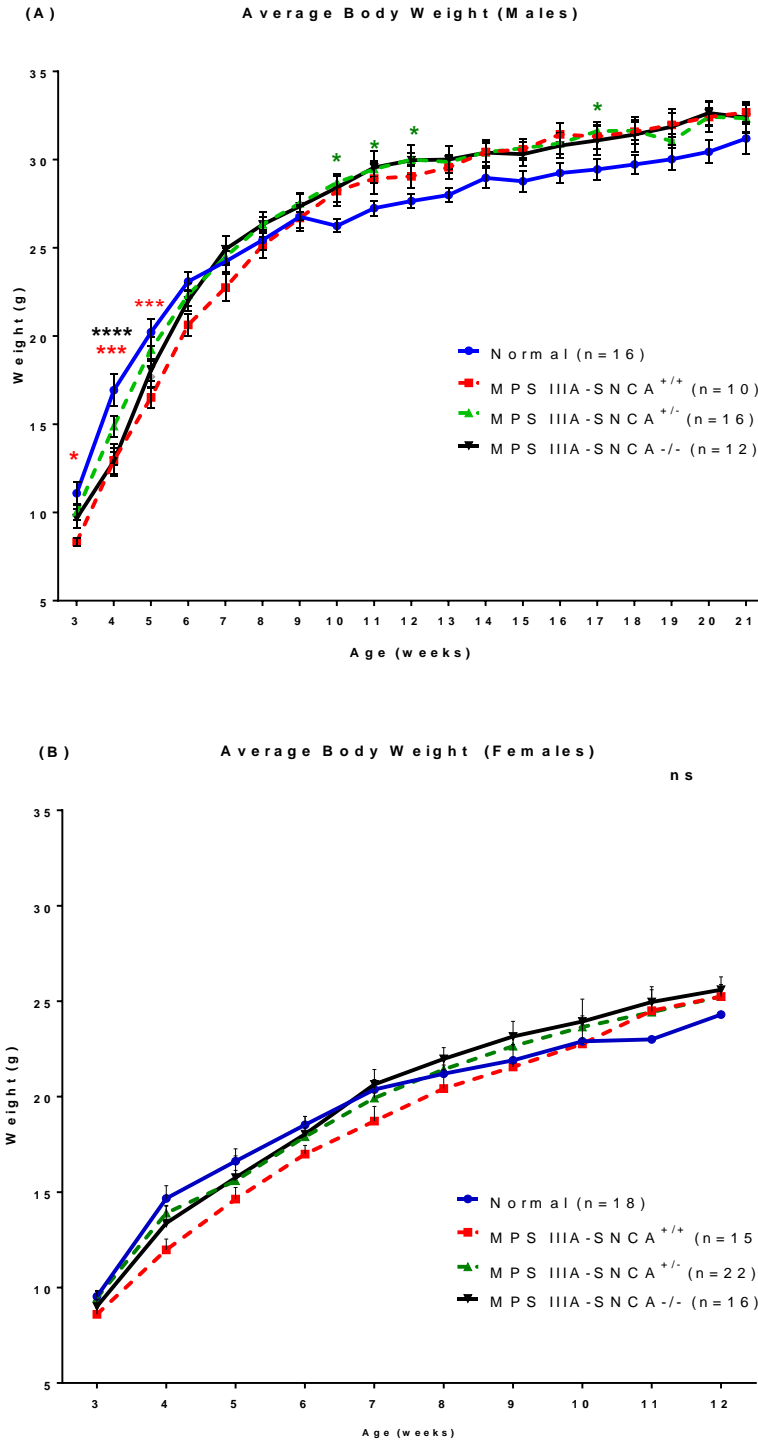 (A) Average Body Weight (Males)
35
30
25
20
15
10
5
Weight (g)
*
****
***
***
*
*
*
*
Normal (n=16)
MPS IIIA-SNCA+/+ (n=10)
MPS IIIA-SNCA+/- (n=16)
MPS IIIA-SNCA-/- (n=12)
3 4 5 6 7 8 9 10 11 12 13 14 15 16 17 18 19 20 21
Age (weeks)
(B) Average Body Weight (Females)
ns
35
30
25
20
15
10
5
Weight (g)
Normal (n=18)
MPS IIIA-SNCA+/+ (n=15
MPS IIIA-SNCA+/- (n=22)
MPS IIIA-SNCA-/- (n=16)
3 4 5 6 7 8 9 10 11 12
Age (weeks)